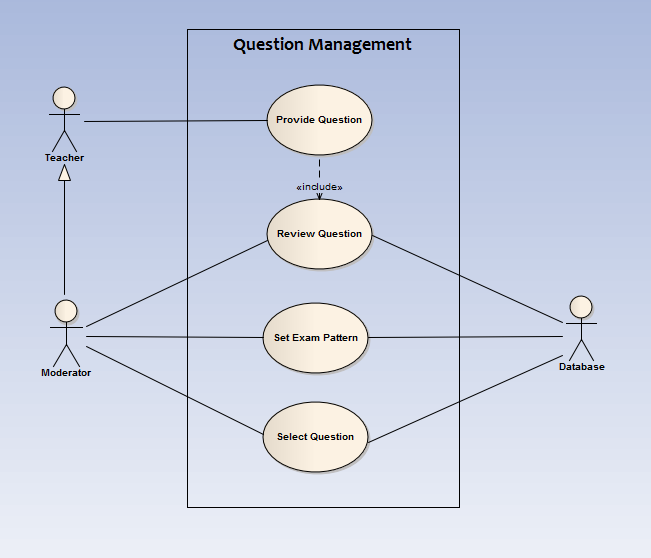 Question Management
Provide Question
Teacher
«include»
Review Question
Set Exam Pattern
Moderator
Database
Select Question